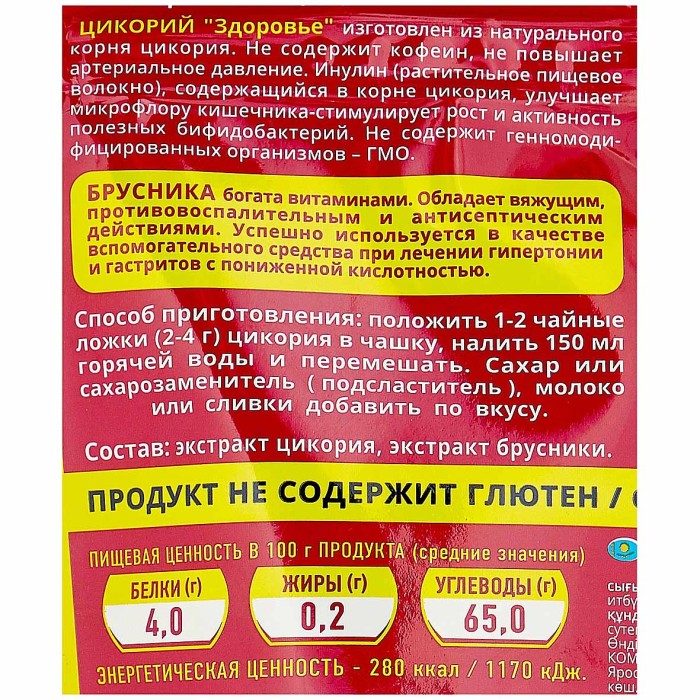 ЦИКОРИЙ "Здоровье" изготовлен из натурального
корня цикория. Не содержит кофеин, не повышает
артериальное давление. Инулин (растительное пищевое
волокно), содержащийся в корне цикория, улучшает
микрофлору кишечника-стимулирует рост и активность
полезных бифидобактерий. Не содержит генномоди-
фицированных организмов – ГМО.
БРУСНИКА богата витаминами. Обладает вяжущим,
противовоспалительным и антисептическим
действиями. Успешно используется в качестве
вспомогательного средства при лечении гипертонии
и гастритов с пониженной кислотностью.
Способ приготовления: положить 1-2 чайные
ложки (2-4 г) цикория в чашку, налить 150 мл
горячей воды и перемешать. Сахар или
сахарозаменитель ( подсластитель ), молоко
или сливки добавить по вкусу.
Состав: экстракт цикория, экстракт брусники.
ПРОДУКТ НЕ СОДЕРЖИТ ГЛЮТЕН /
ПИЩЕВАЯ ЦЕННОСТЬ В 100 г ПРОДУКТА (средние значения)
БЕЛКИ (г) ЖИРЫ (г) УГЛЕВОДЫ (г)
4,0 0,2 65,0
ЭНЕРГЕТИЧЕСКАЯ ЦЕННОСТЬ - 280 ккал / 1170 кДж.